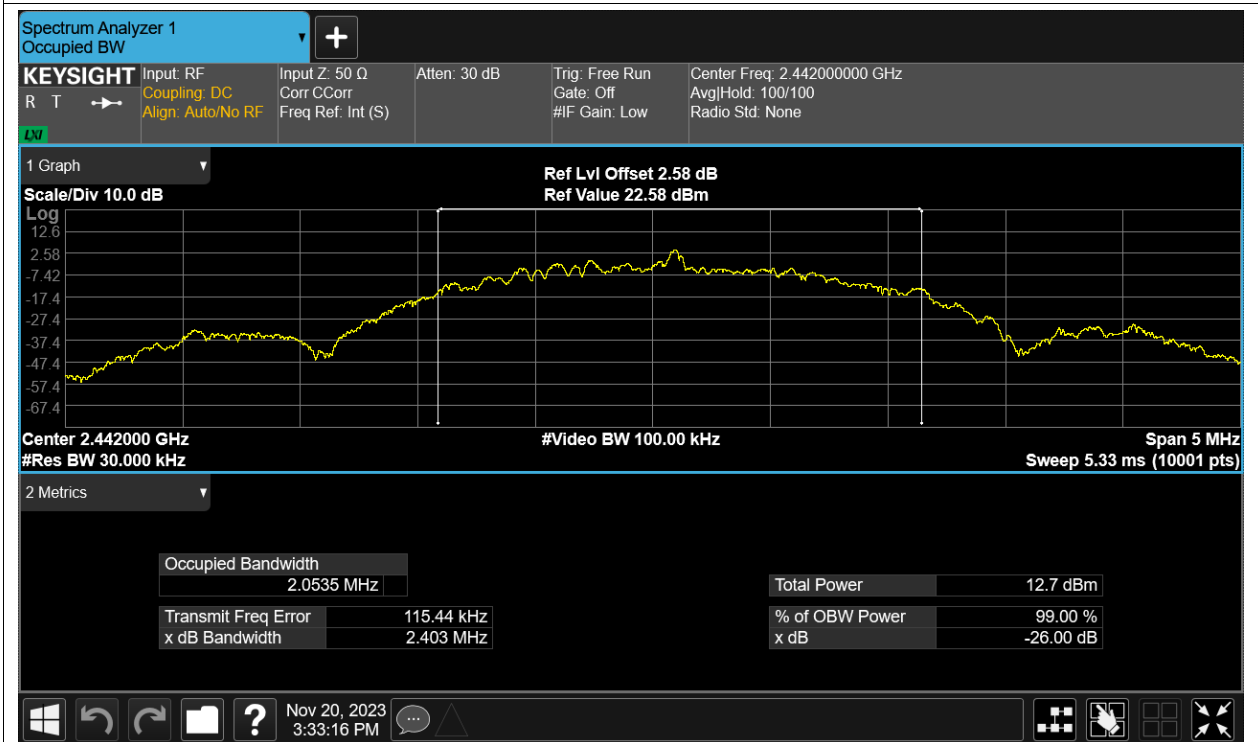 Spectrum Analyzer 1
Occupied BW
KEYSIGHT
R T
LXI
Input: RF
Coupling: DC
Align: Auto/No RF
Input Z: 50 Ω
Corr CCorr
Freq Ref: Int (S)
Atten: 30 dB
Trig: Free Run
Gate: Off
#IF Gain: Low
Center Freq: 2.442000000 GHz
Avg|Hold: 100/100
Radio Std: None
1 Graph
Scale/Div 10.0 dB
Ref Lvl Offset 2.58 dB
Ref Value 22.58 dBm
Log
12.6
2.58
-7.42
-17.4
-27.4
-37.4
-47.4
-57.4
-67.4
Center 2.442000 GHz
#Res BW 30.000 kHz
#Video BW 100.00 kHz
Span 5 MHz
Sweep 5.33 ms (10001 pts)
2 Metrics
Occupied Bandwidth
2.0535 MHz
Transmit Freq Error 115.44 kHz
x dB Bandwidth 2.403 MHz
Total Power 12.7 dBm
% of OBW Power 99.00 %
x dB -26.00 dB
?
Nov 20, 2023
3:33:16 PM